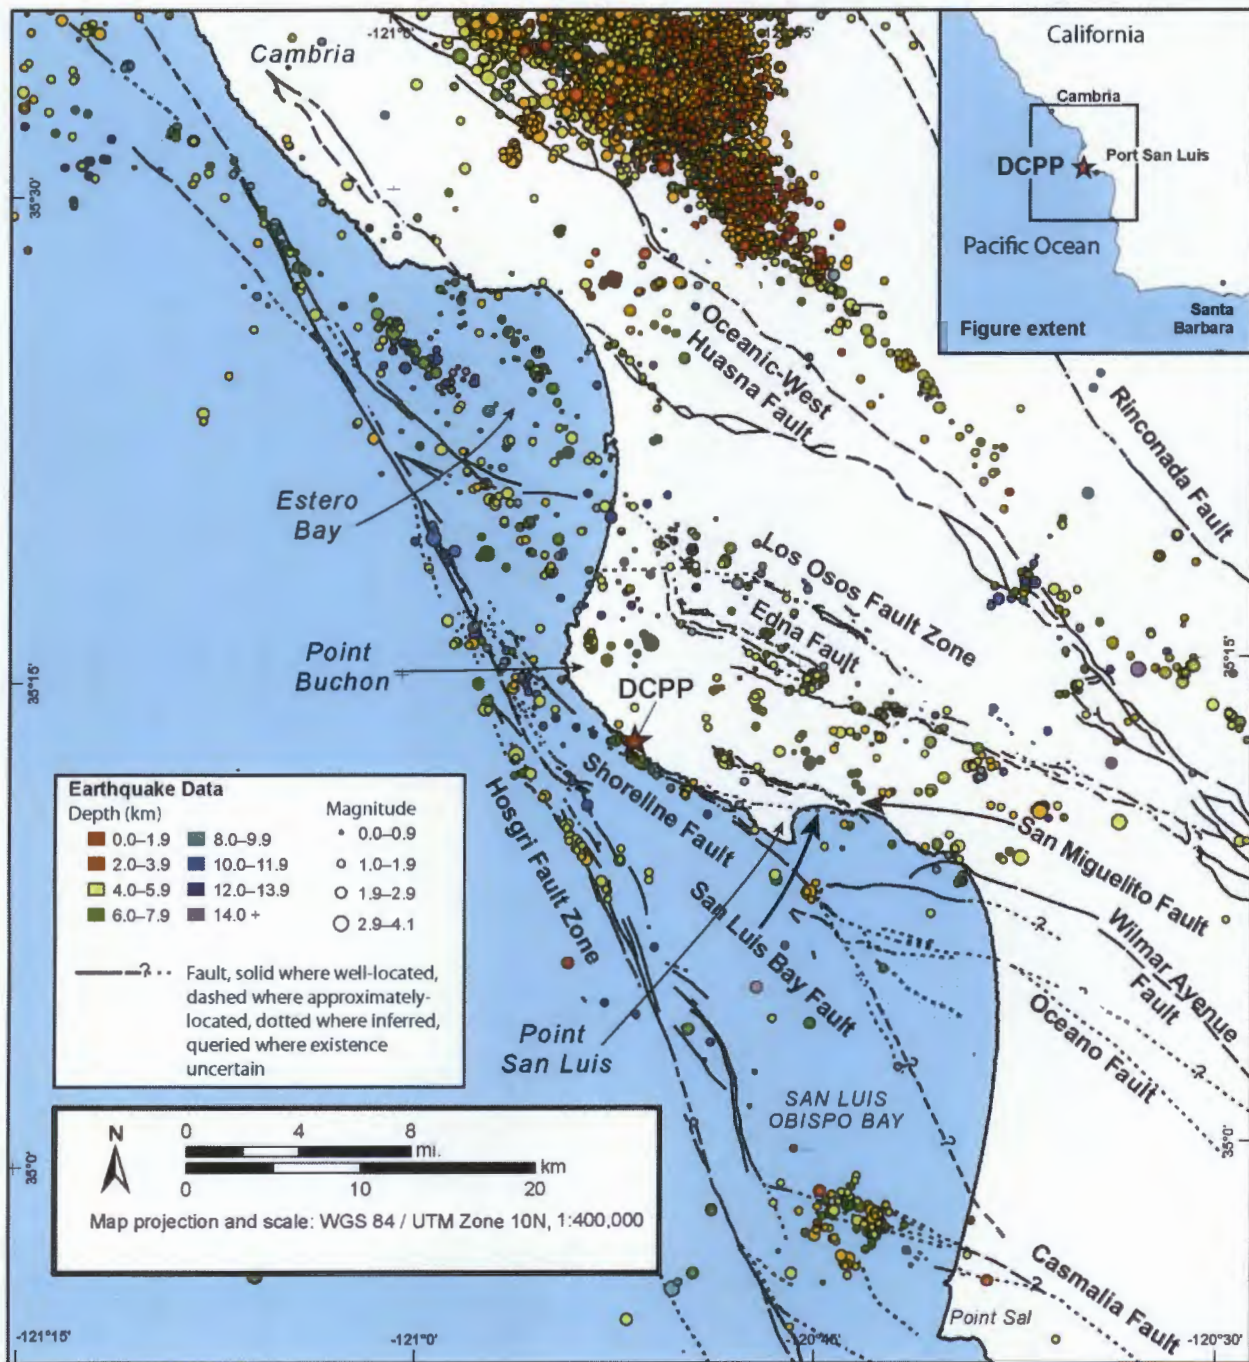 Cambria
-121°0'
35°30'
California
Cambria
DCPP
Port San Luis
Pacific Ocean
Santa
Barbara
Figure extent
Oceanic-West
Huasna Fault
Rinconada Fault
Estero
Bay
Los Osos Fault Zone
Edna Fault
Point
Buchon
DCPP
35°15'
35°15'
Shoreline Fault
Hosgri Fault Zone
San Miguelito Fault
San Luis Bay Fault
Wilmar Avenue
Fault
Oceano Fault
Point
San Luis
SAN LUIS
OBISPO BAY
?
?
?
?
?
Casmalia Fault
Point Sal
Earthquake Data
Depth (km)
0.0–1.9
2.0–3.9
4.0–5.9
6.0–7.9
8.0–9.9
10.0–11.9
12.0–13.9
14.0 +
Magnitude
0.0–0.9
1.0–1.9
1.9–2.9
2.9–4.1
?
Fault, solid where well-located,
dashed where approximately-
located, dotted where inferred,
queried where existence
uncertain
N
0 4 8
mi.
km
0 10 20
Map projection and scale: WGS 84 / UTM Zone 10N, 1:400,000
35°0'
35°0'
-121°15'
-121°0'
-120°45'
-120°30'